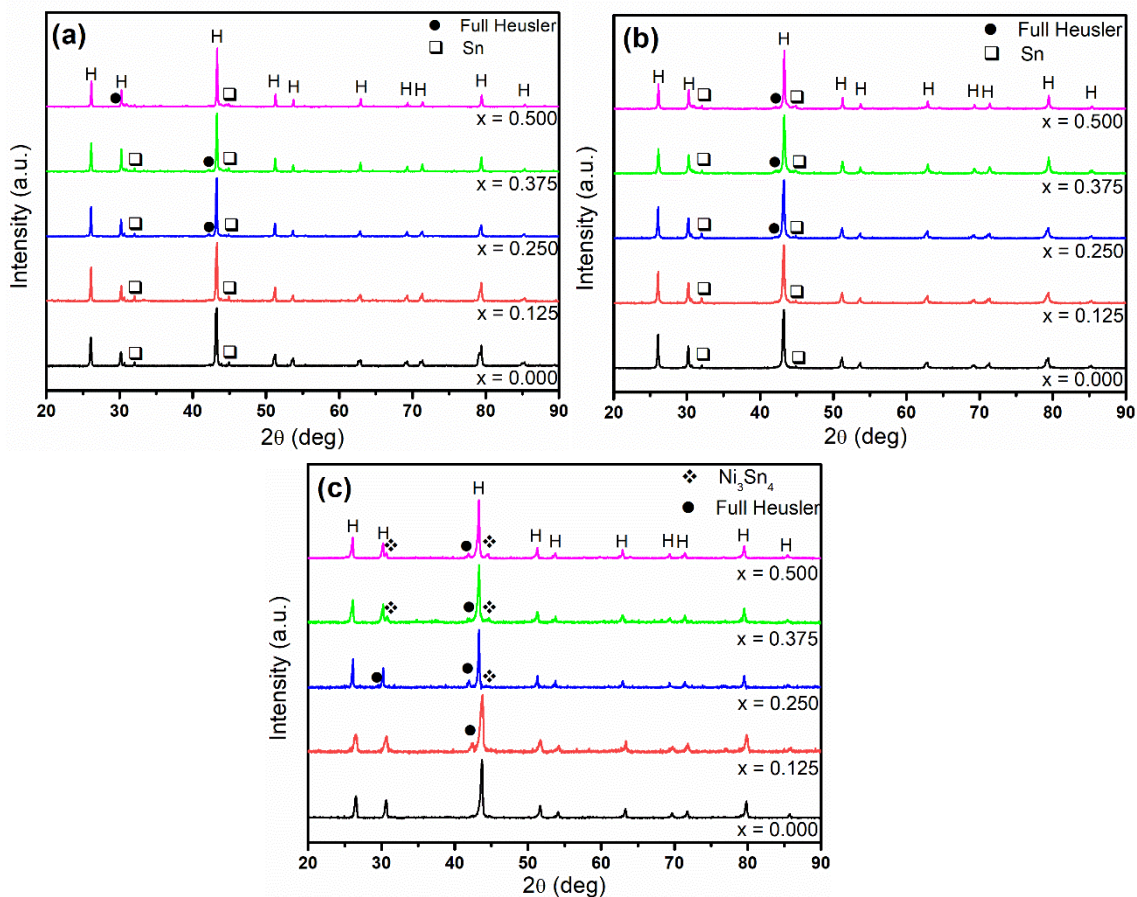 (a)
Full Heusler
Sn
H
H H H H H H H H H
x = 0.500
x = 0.375
x = 0.250
x = 0.125
x = 0.000
20 30 40 50 60 70 80 90
2θ (deg)
Intensity (a.u.)
(b)
Full Heusler
Sn
H
H H H H H H H H H
x = 0.500
x = 0.375
x = 0.250
x = 0.125
x = 0.000
20 30 40 50 60 70 80 90
2θ (deg)
Intensity (a.u.)
(c)
Ni₃Sn₄
Full Heusler
H
H H H H H H H H H
x = 0.500
x = 0.375
x = 0.250
x = 0.125
x = 0.000
20 30 40 50 60 70 80 90
2θ (deg)
Intensity (a.u.)